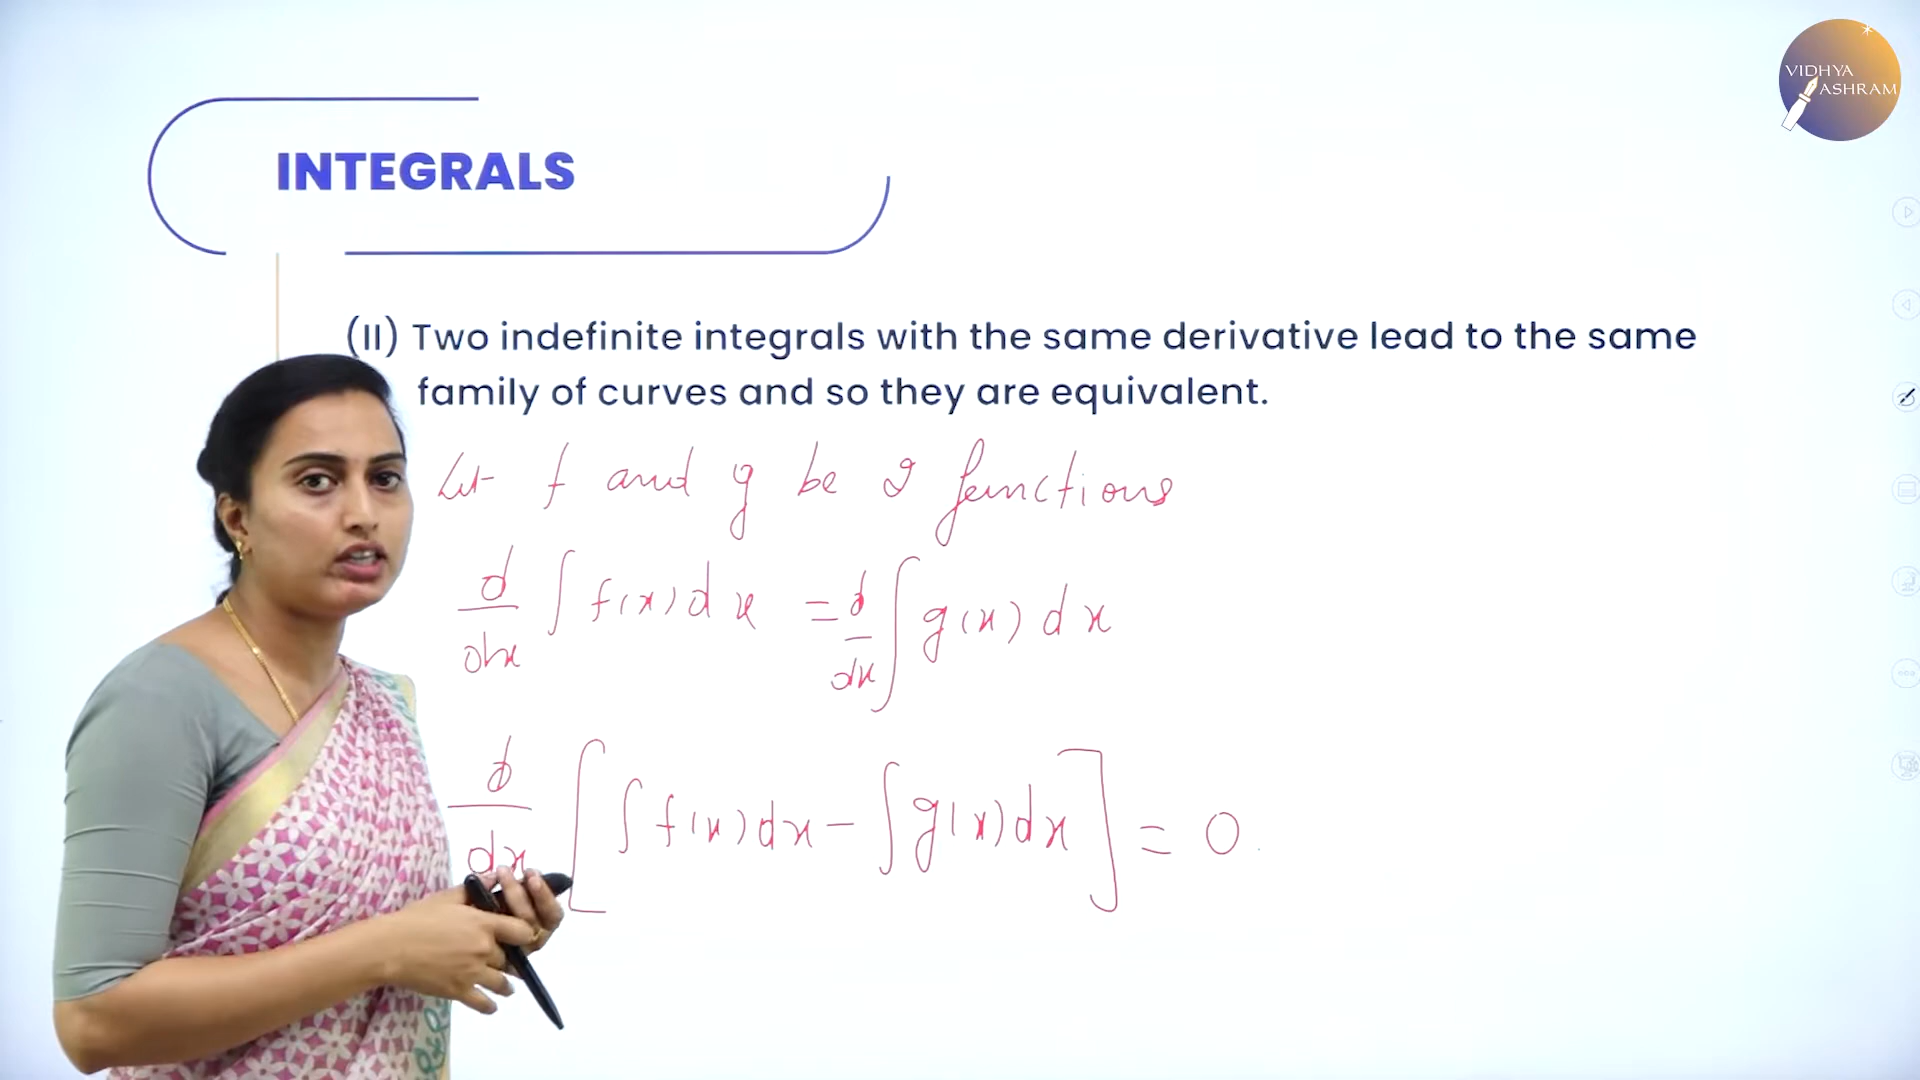 VIDHYA
ASHRAM
INTEGRALS
(II) Two indefinite integrals with the same derivative lead to the same
family of curves and so they are equivalent.
Let f and g be 2 functions
d/dx ∫ f(x) dx = d/dx ∫ g(x) dx
d/dx [ ∫ f(x) dx − ∫ g(x) dx ] = 0